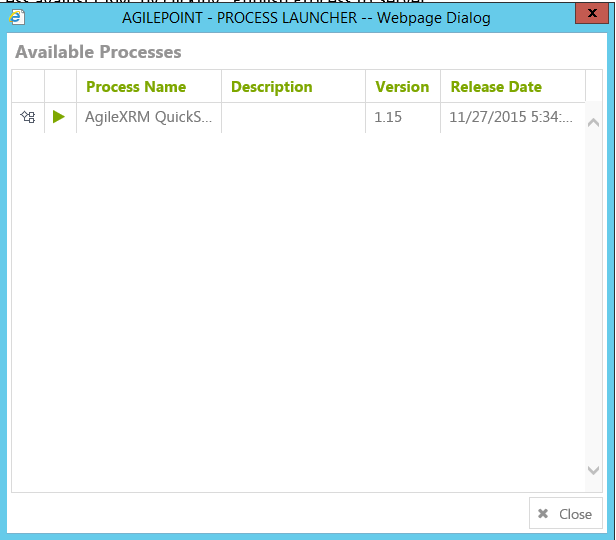 AGILEPOINT - PROCESS LAUNCHER -- Webpage Dialog
x
Available Processes
Process Name Description Version Release Date
AgileXRM QuickS... 1.15 11/27/2015 5:34:...
Close